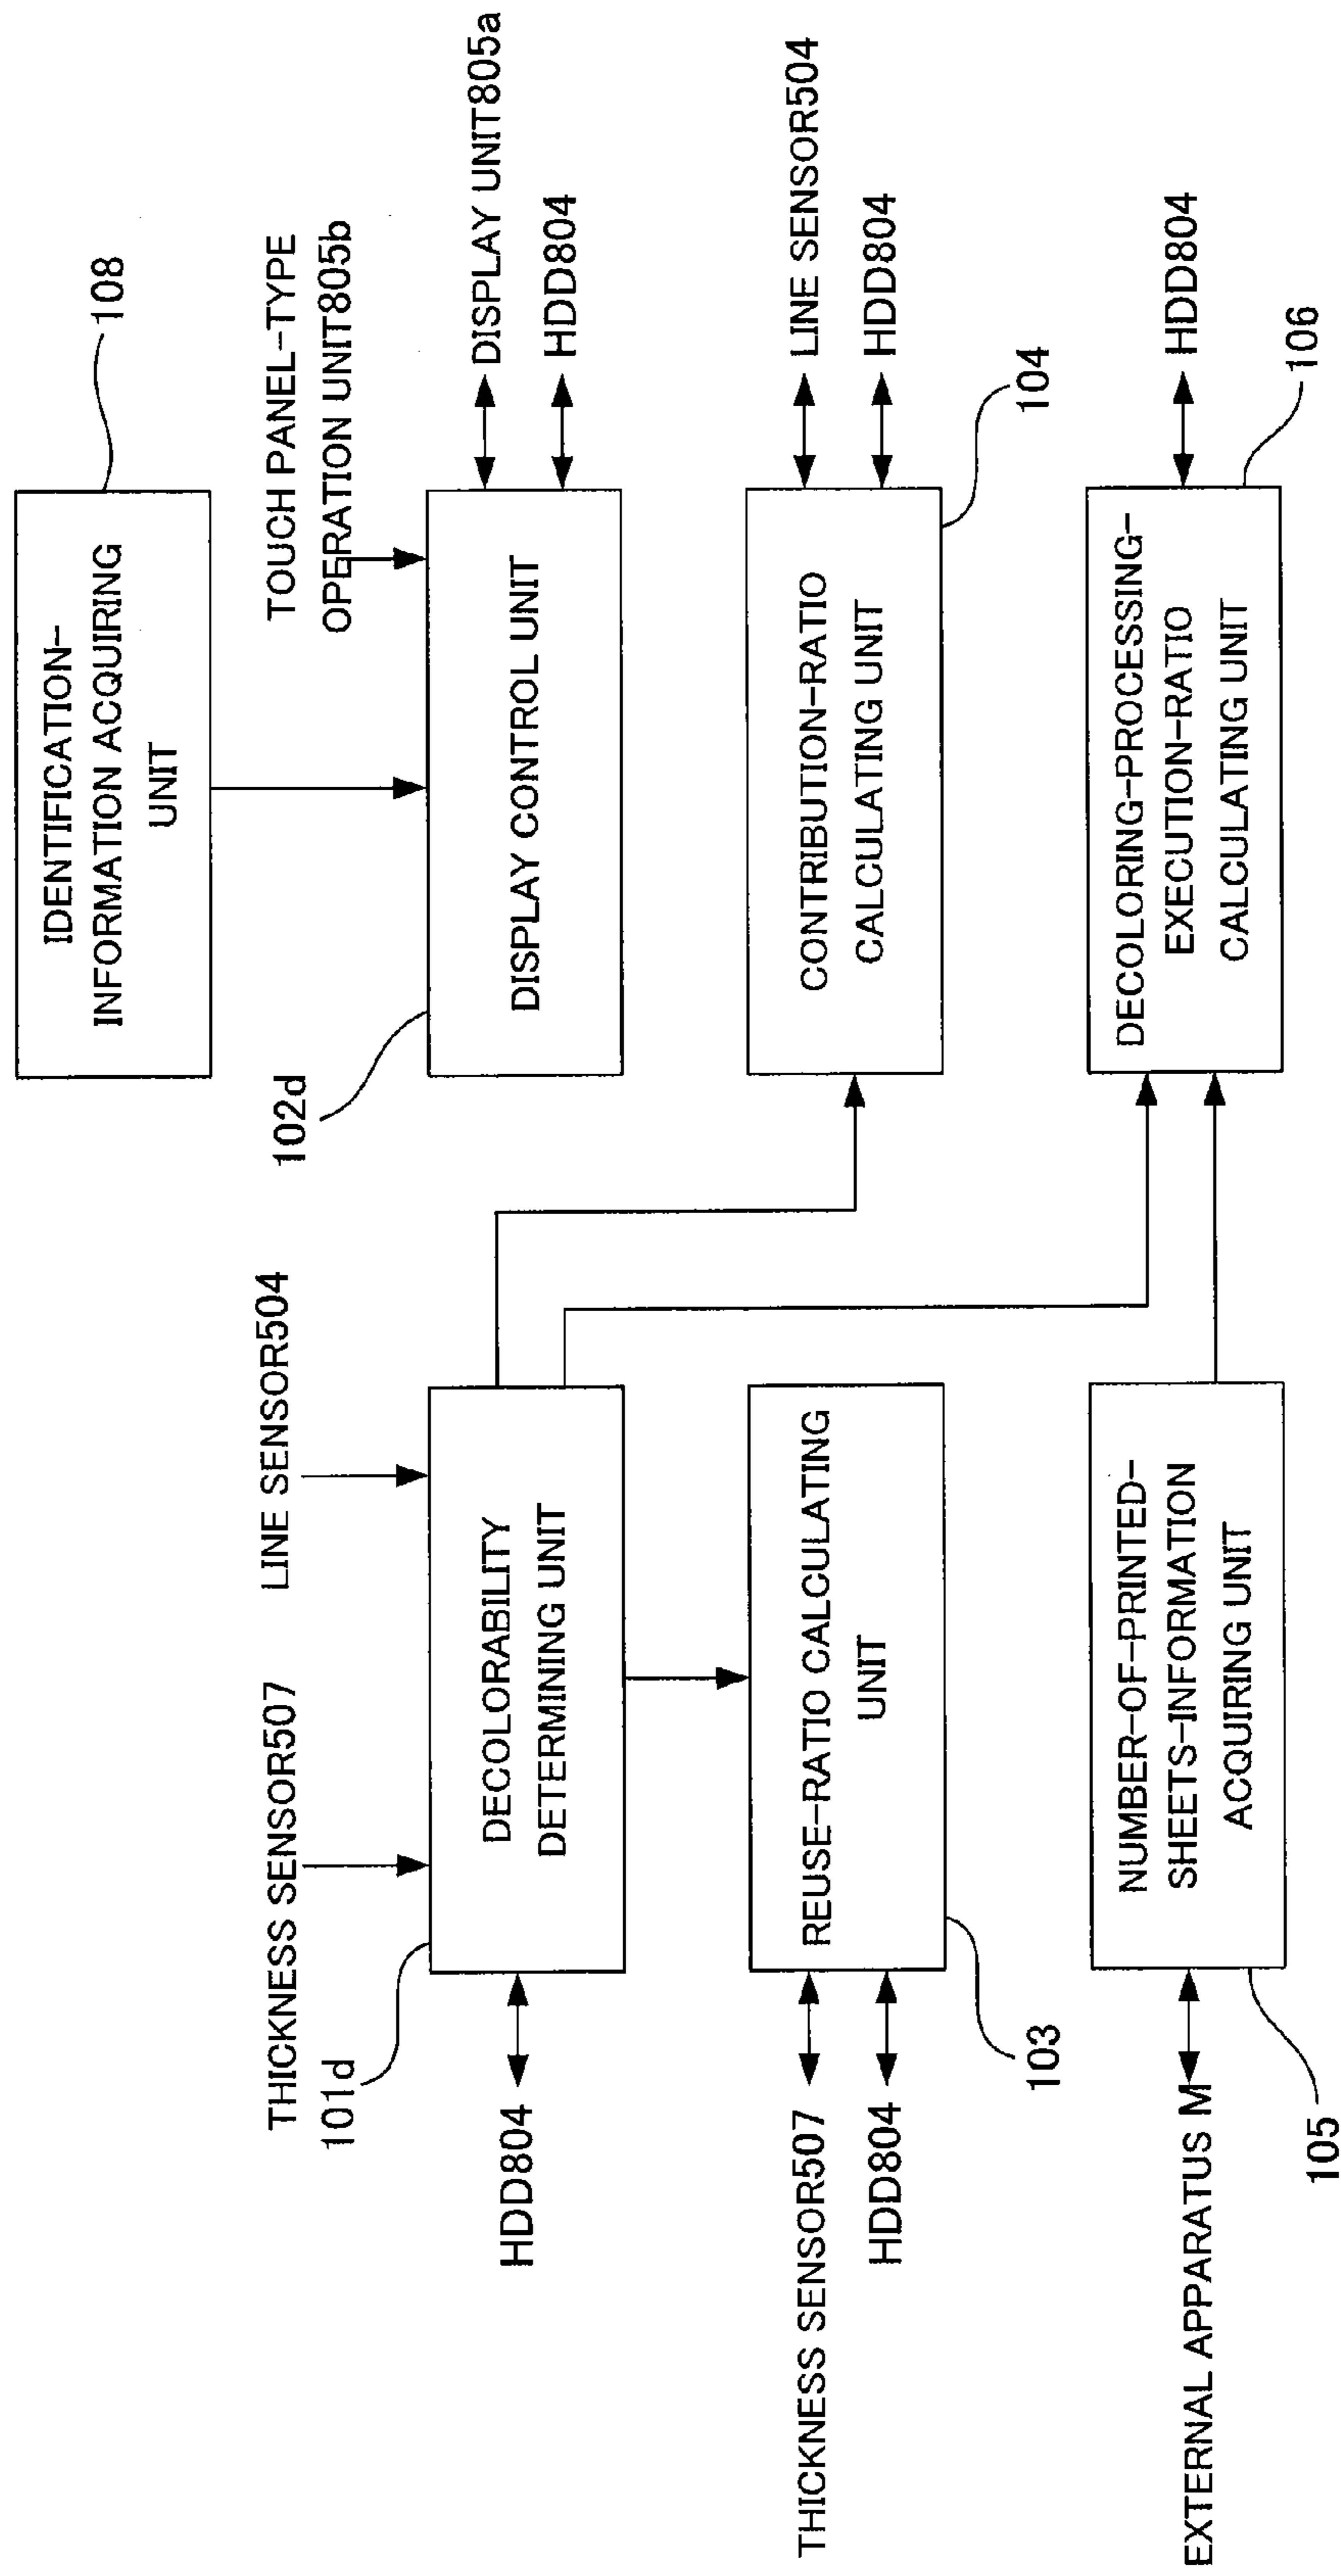 IDENTIFICATION-
INFORMATION ACQUIRING
UNIT
108
THICKNESS SENSOR507
LINE SENSOR504
TOUCH PANEL-TYPE
OPERATION UNIT805b
101d
102d
HDD804
DECOLORABILITY
DETERMINING UNIT
DISPLAY CONTROL UNIT
DISPLAY UNIT805a
HDD804
THICKNESS SENSOR507
HDD804
REUSE-RATIO CALCULATING
UNIT
103
CONTRIBUTION-RATIO
CALCULATING UNIT
LINE SENSOR504
HDD804
104
EXTERNAL APPARATUS M
NUMBER-OF-PRINTED-
SHEETS-INFORMATION
ACQUIRING UNIT
105
DECOLORING-PROCESSING-
EXECUTION-RATIO
CALCULATING UNIT
HDD804
106